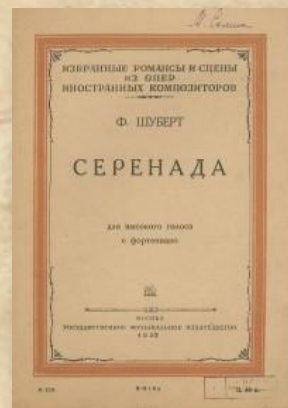 ИЗБРАННЫЕ РОМАНСЫ И СЦЕНЫ
ИЗ ОПЕР
ИНОСТРАННЫХ КОМПОЗИТОРОВ
Ф. ШУБЕРТ
СЕРЕНАДА
для высокого голоса
с фортепиано
МОСКВА
ГОСУДАРСТВЕННОЕ МУЗЫКАЛЬНОЕ ИЗДАТЕЛЬСТВО